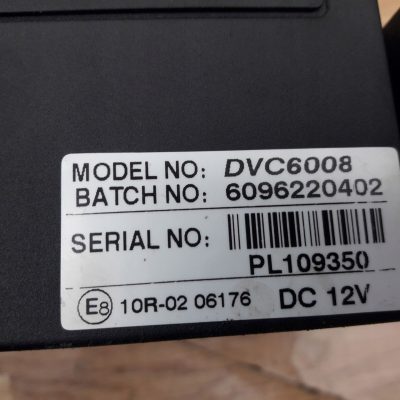 MODEL NO: DVC6008
BATCH NO: 6096220402
SERIAL NO:
PL109350
E8 10R-02 06176 DC 12V